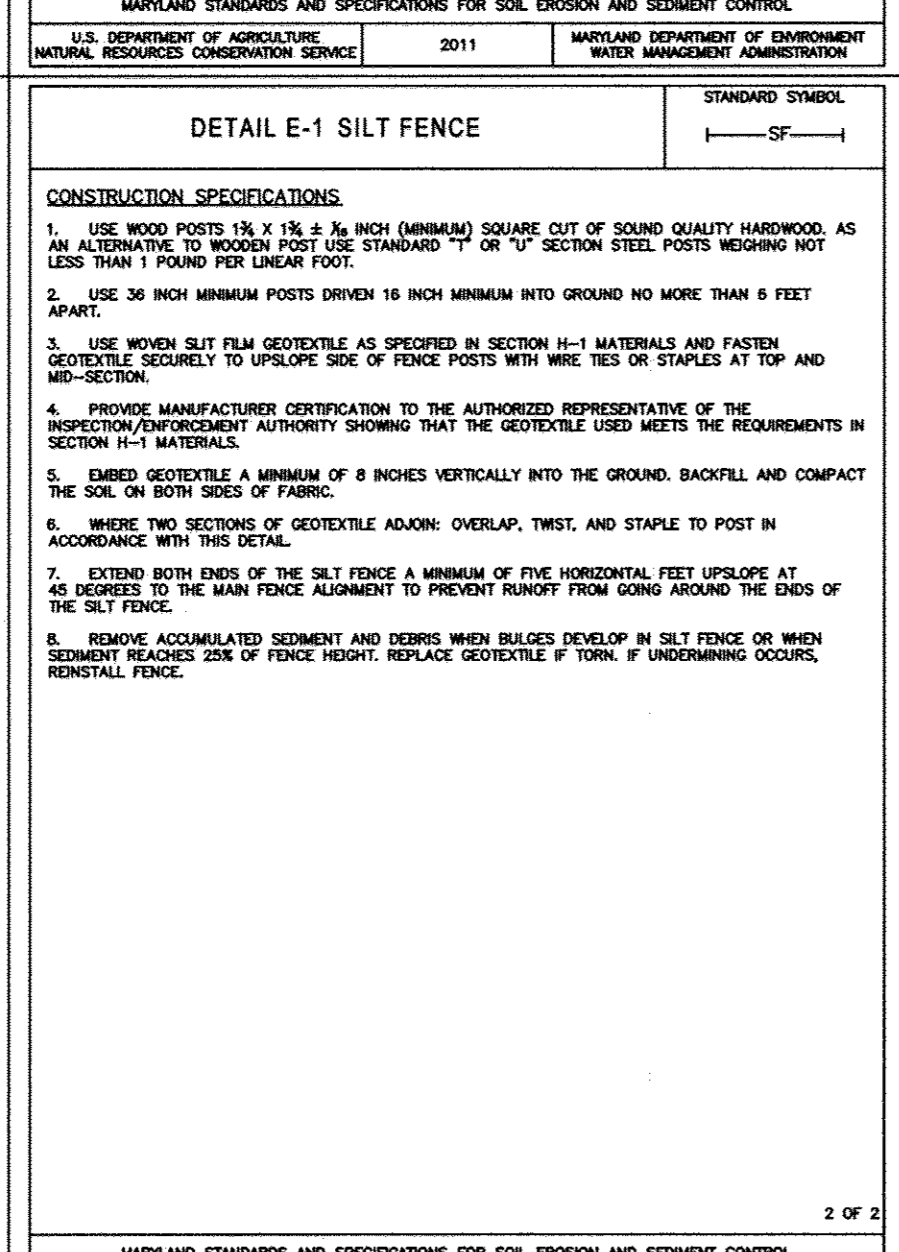 MARYLAND STANDARDS AND SPECIFICATIONS FOR SOIL EROSION AND SEDIMENT CONTROL
U.S. DEPARTMENT OF AGRICULTURE
NATURAL RESOURCES CONSERVATION SERVICE
2011
MARYLAND DEPARTMENT OF ENVIRONMENT
WATER MANAGEMENT ADMINISTRATION
DETAIL E-1 SILT FENCE
STANDARD SYMBOL
SF
CONSTRUCTION SPECIFICATIONS
1. USE WOOD POSTS 1¾ X 1¾ ± 1/16 INCH (MINIMUM) SQUARE CUT OF SOUND QUALITY HARDWOOD. AS
AN ALTERNATIVE TO WOODEN POST USE STANDARD "T" OR "U" SECTION STEEL POSTS WEIGHING NOT
LESS THAN 1 POUND PER LINEAR FOOT.
2. USE 36 INCH MINIMUM POSTS DRIVEN 16 INCH MINIMUM INTO GROUND NO MORE THAN 6 FEET
APART.
3. USE WOVEN SLIT FILM GEOTEXTILE AS SPECIFIED IN SECTION H-1 MATERIALS AND FASTEN
GEOTEXTILE SECURELY TO UPSLOPE SIDE OF FENCE POSTS WITH WIRE TIES OR STAPLES AT TOP AND
MID-SECTION.
4. PROVIDE MANUFACTURER CERTIFICATION TO THE AUTHORIZED REPRESENTATIVE OF THE
INSPECTION/ENFORCEMENT AUTHORITY SHOWING THAT THE GEOTEXTILE USED MEETS THE REQUIREMENTS IN
SECTION H-1 MATERIALS.
5. EMBED GEOTEXTILE A MINIMUM OF 8 INCHES VERTICALLY INTO THE GROUND. BACKFILL AND COMPACT
THE SOIL ON BOTH SIDES OF FABRIC.
6. WHERE TWO SECTIONS OF GEOTEXTILE ADJOIN: OVERLAP, TWIST, AND STAPLE TO POST IN
ACCORDANCE WITH THIS DETAIL.
7. EXTEND BOTH ENDS OF THE SILT FENCE A MINIMUM OF FIVE HORIZONTAL FEET UPSLOPE AT
45 DEGREES TO THE MAIN FENCE ALIGNMENT TO PREVENT RUNOFF FROM GOING AROUND THE ENDS OF
THE SILT FENCE.
8. REMOVE ACCUMULATED SEDIMENT AND DEBRIS WHEN BULGES DEVELOP IN SILT FENCE OR WHEN
SEDIMENT REACHES 25% OF FENCE HEIGHT. REPLACE GEOTEXTILE IF TORN. IF UNDERMINING OCCURS,
REINSTALL FENCE.
2 OF 2
MARYLAND STANDARDS AND SPECIFICATIONS FOR SOIL EROSION AND SEDIMENT CONTROL